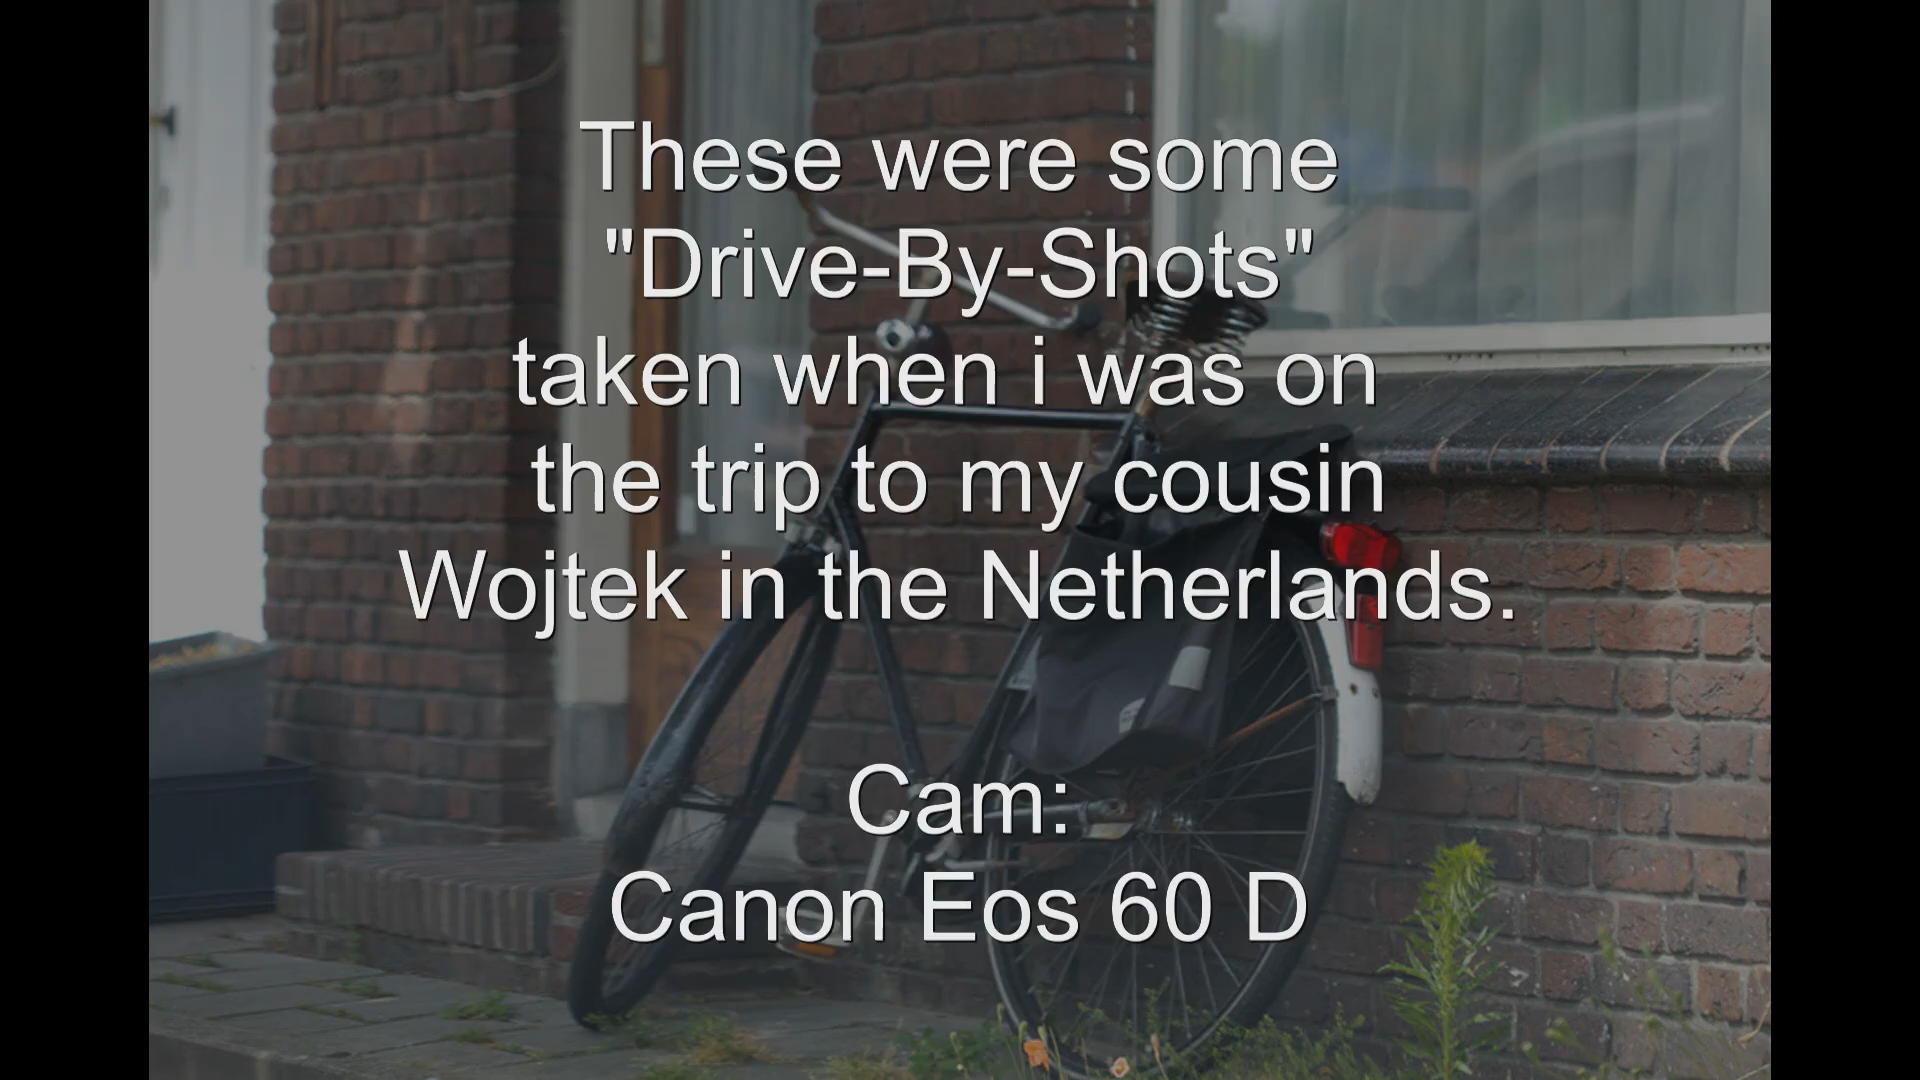 These were some
"Drive-By-Shots"
taken when i was on
the trip to my cousin
Wojtek in the Netherlands.
Cam:
Canon Eos 60 D